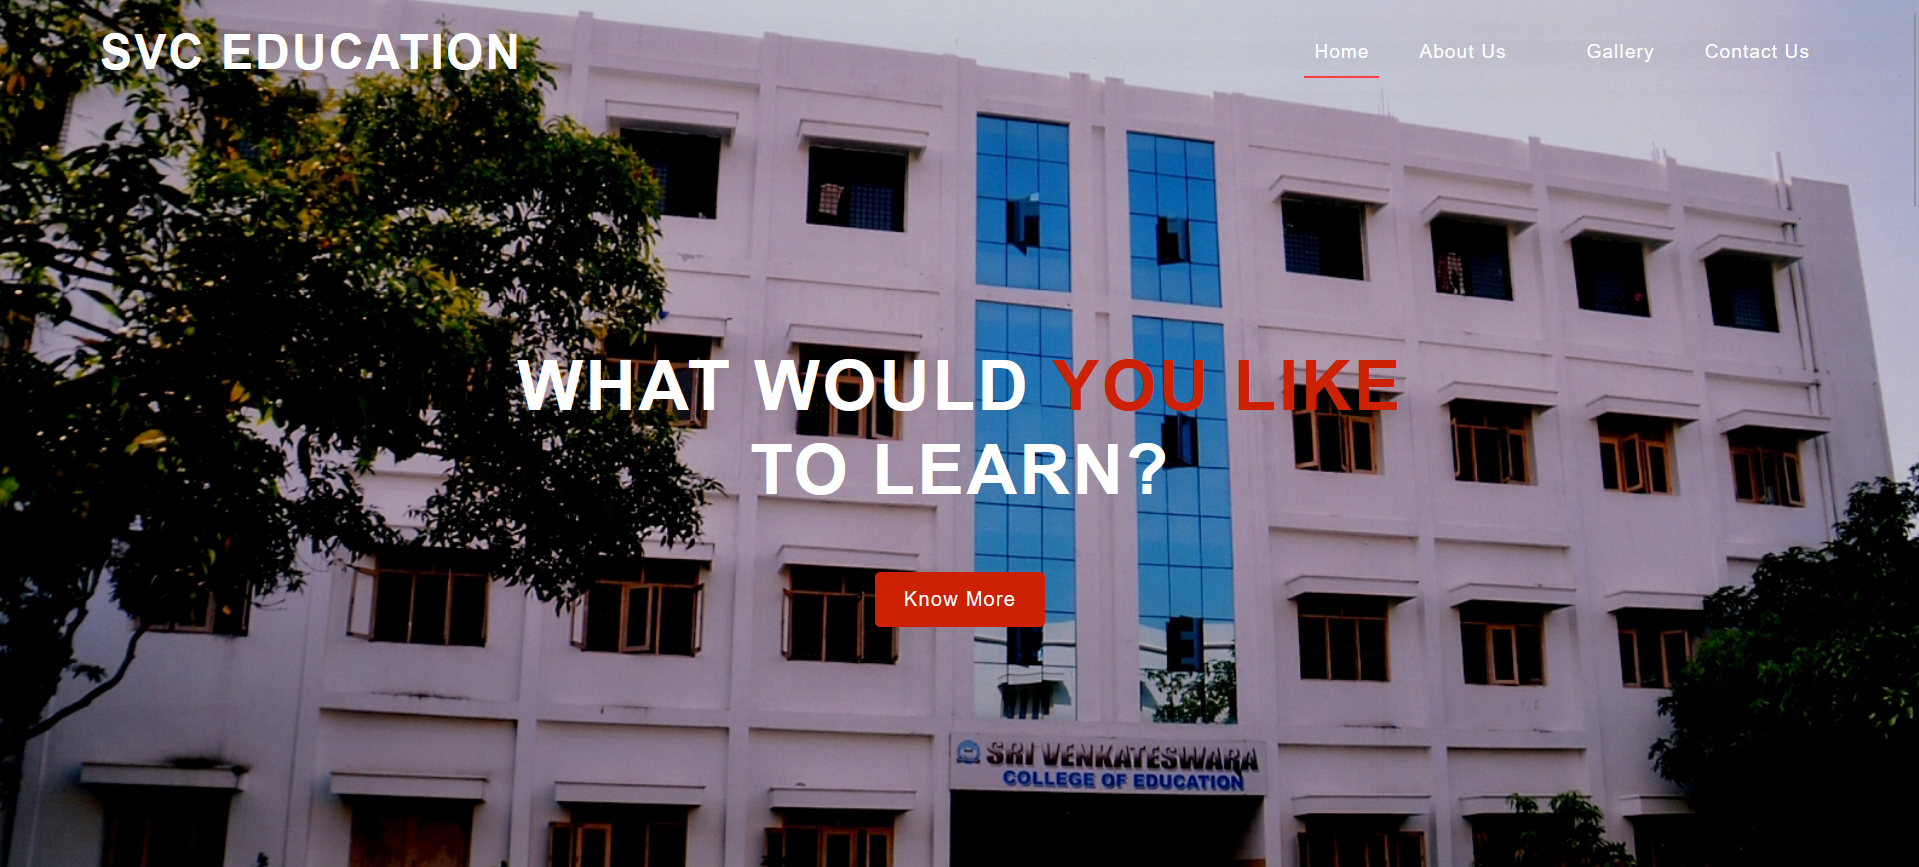 SVC EDUCATION
Home About Us Gallery Contact Us
WHAT WOULD YOU LIKE
TO LEARN?
Know More
SRI VENKATESWARA
COLLEGE OF EDUCATION